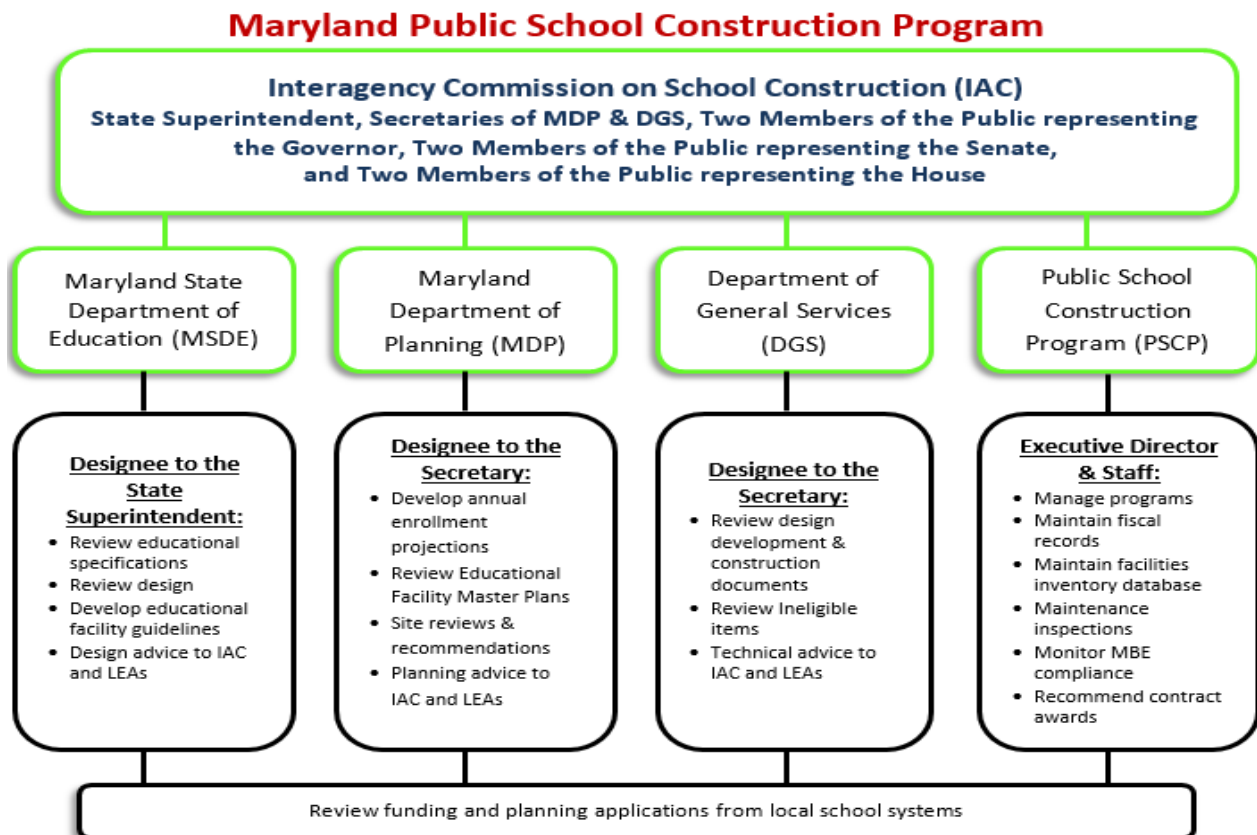 Maryland Public School Construction Program
Interagency Commission on School Construction (IAC)
State Superintendent, Secretaries of MDP & DGS, Two Members of the Public representing
the Governor, Two Members of the Public representing the Senate,
and Two Members of the Public representing the House
Maryland State
Department of
Education (MSDE)
Maryland
Department of
Planning (MDP)
Department of
General Services
(DGS)
Public School
Construction
Program (PSCP)
Designee to the
State
Superintendent:
• Review educational
specifications
• Review design
• Develop educational
facility guidelines
• Design advice to IAC
and LEAs
Designee to the
Secretary:
• Develop annual
enrollment
projections
• Review Educational
Facility Master Plans
• Site reviews &
recommendations
• Planning advice to
IAC and LEAs
Designee to the
Secretary:
• Review design
development &
construction
documents
• Review Ineligible
items
• Technical advice to
IAC and LEAs
Executive Director
& Staff:
• Manage programs
• Maintain fiscal
records
• Maintain facilities
inventory database
• Maintenance
inspections
• Monitor MBE
compliance
• Recommend contract
awards
Review funding and planning applications from local school systems